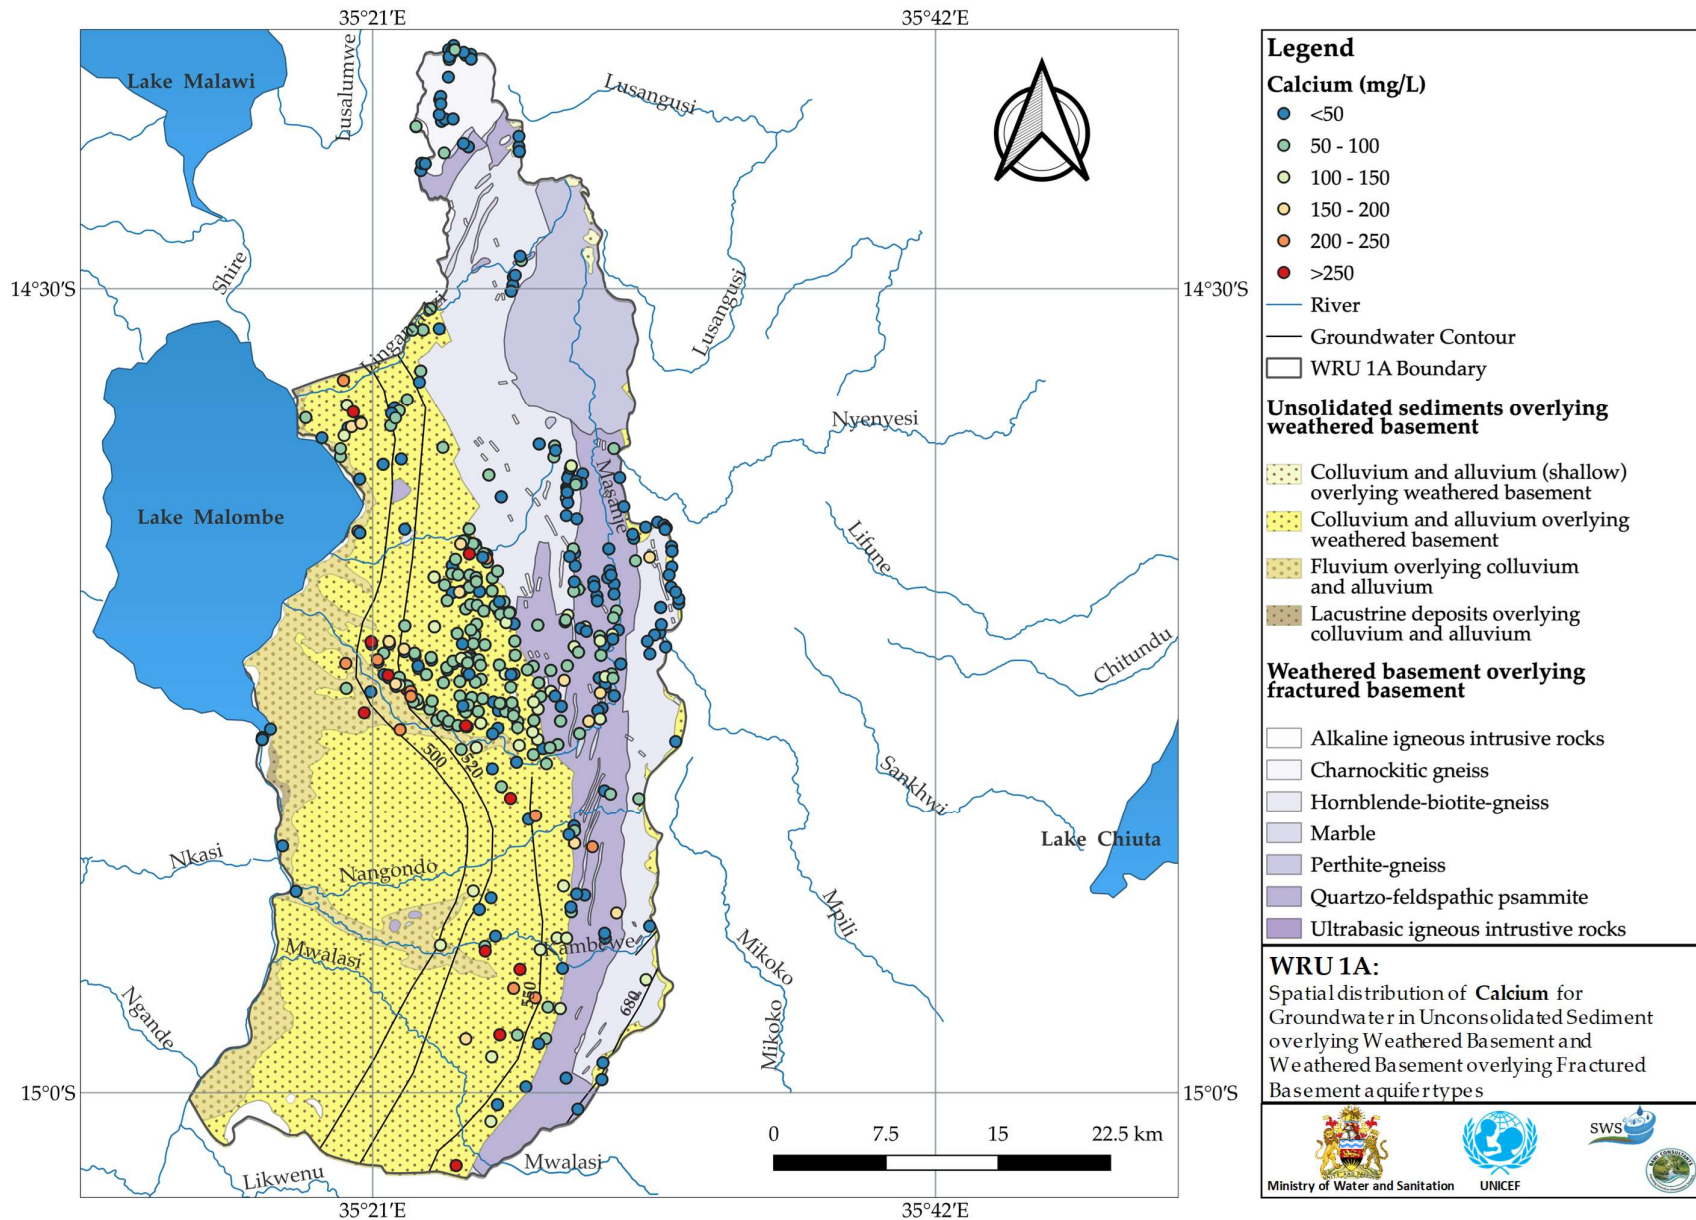 35°21'E
35°42'E
Lake Malawi
Lusalumwe
Lusangusi
Shire
14°30'S
14°30'S
Lusangusi
Nyenyesi
Masanje
Lake Malombe
Lifune
Chitundu
500
520
Sankhwi
Lake Chiuta
Nkasi
Nangondo
Mpili
Mwalasi
Kambewe
Mikoko
Ngande
550
680
Mikoko
15°0'S
15°0'S
0 7.5 15 22.5 km
Likwenu
Mwalasi
35°21'E
35°42'E
Legend
Calcium (mg/L)
<50
50 - 100
100 - 150
150 - 200
200 - 250
>250
River
Groundwater Contour
WRU 1A Boundary
Unsolidated sediments overlying
weathered basement
Colluvium and alluvium (shallow)
overlying weathered basement
Colluvium and alluvium overlying
weathered basement
Fluvium overlying colluvium
and alluvium
Lacustrine deposits overlying
colluvium and alluvium
Weathered basement overlying
fractured basement
Alkaline igneous intrusive rocks
Charnockitic gneiss
Hornblende-biotite-gneiss
Marble
Perthite-gneiss
Quartzo-feldspathic psammite
Ultrabasic igneous intrustive rocks
WRU 1A:
Spatial distribution of Calcium for
Groundwater in Unconsolidated Sediment
overlying Weathered Basement and
Weathered Basement overlying Fractured
Basement aquifer types
SWS
Ministry of Water and Sanitation
UNICEF